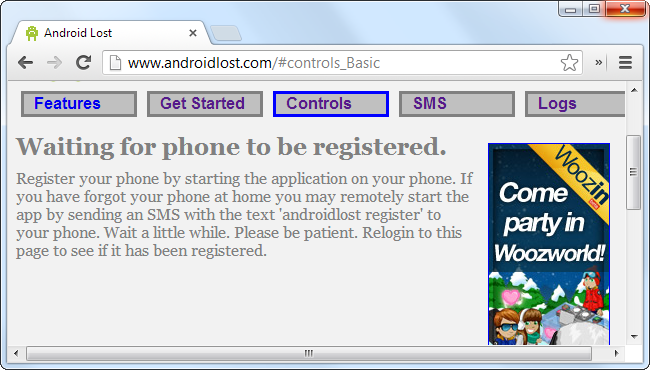 Android Lost
www.androidlost.com/#controls_Basic
Features
Get Started
Controls
SMS
Logs
Waiting for phone to be registered.
Register your phone by starting the application on your phone. If
you have forgot your phone at home you may remotely start the
app by sending an SMS with the text 'androidlost register' to
your phone. Wait a little while. Please be patient. Relogin to this
page to see if it has been registered.
Woozin
Come
party in
Woozworld!